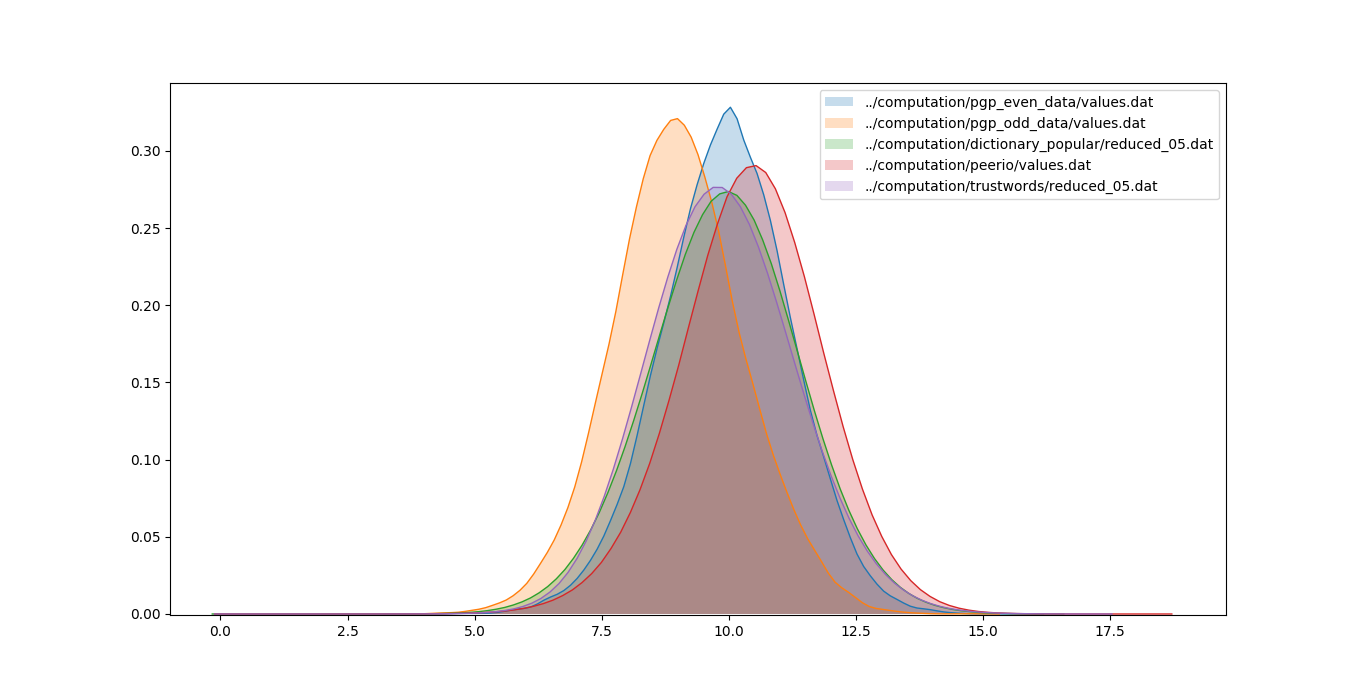 ../computation/pgp_even_data/values.dat
../computation/pgp_odd_data/values.dat
../computation/dictionary_popular/reduced_05.dat
../computation/peerio/values.dat
../computation/trustwords/reduced_05.dat
0.30
0.25
0.20
0.15
0.10
0.05
0.00
0.0 2.5 5.0 7.5 10.0 12.5 15.0 17.5